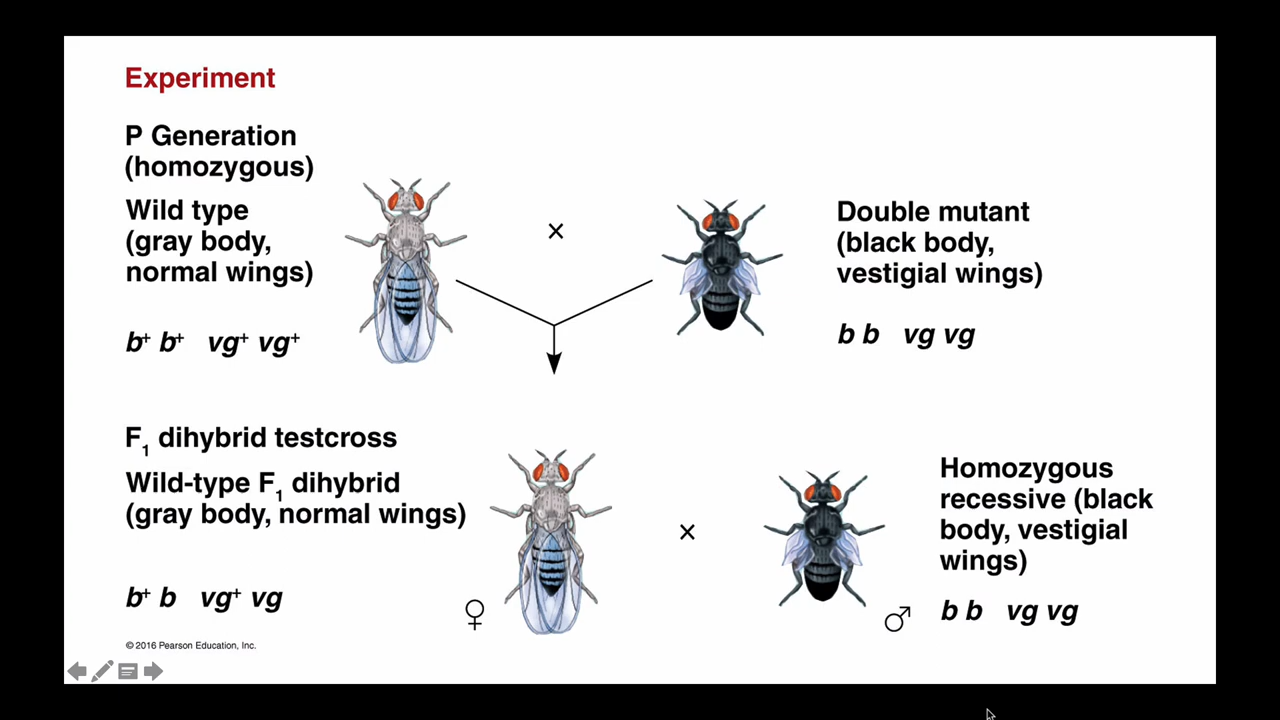 Experiment
P Generation
(homozygous)
Wild type
(gray body,
normal wings)
b⁺ b⁺ vg⁺ vg⁺
×
Double mutant
(black body,
vestigial wings)
b b vg vg
F₁ dihybrid testcross
Wild-type F₁ dihybrid
(gray body, normal wings)
b⁺ b vg⁺ vg
♀
×
♂
Homozygous
recessive (black
body, vestigial
wings)
b b vg vg
© 2016 Pearson Education, Inc.